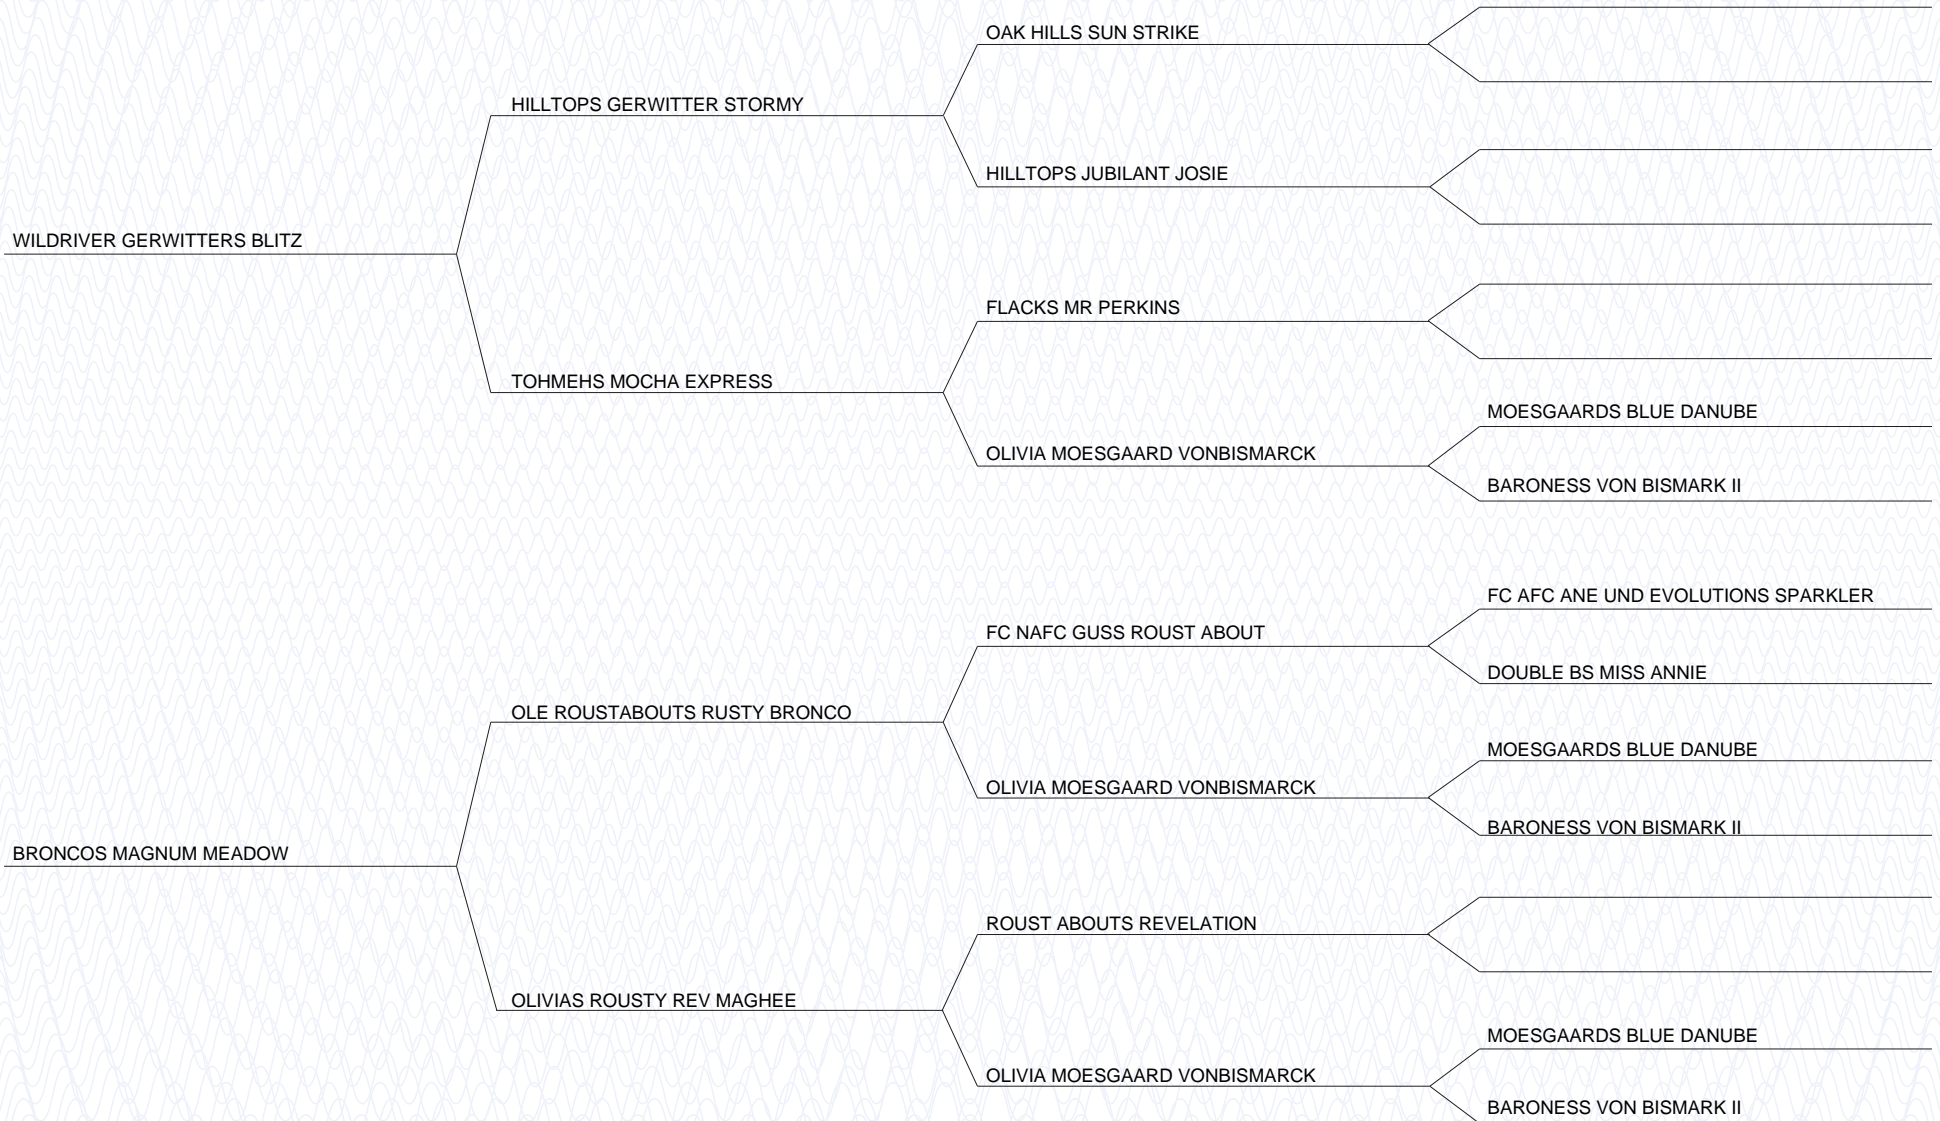 OAK HILLS SUN STRIKE
HILLTOPS GERWITTER STORMY
HILLTOPS JUBILANT JOSIE
WILDRIVER GERWITTERS BLITZ
FLACKS MR PERKINS
TOHMEHS MOCHA EXPRESS
MOESGAARDS BLUE DANUBE
OLIVIA MOESGAARD VONBISMARCK
BARONESS VON BISMARK II
FC AFC ANE UND EVOLUTIONS SPARKLER
FC NAFC GUSS ROUST ABOUT
DOUBLE BS MISS ANNIE
OLE ROUSTABOUTS RUSTY BRONCO
MOESGAARDS BLUE DANUBE
OLIVIA MOESGAARD VONBISMARCK
BARONESS VON BISMARK II
BRONCOS MAGNUM MEADOW
ROUST ABOUTS REVELATION
OLIVIAS ROUSTY REV MAGHEE
MOESGAARDS BLUE DANUBE
OLIVIA MOESGAARD VONBISMARCK
BARONESS VON BISMARK II